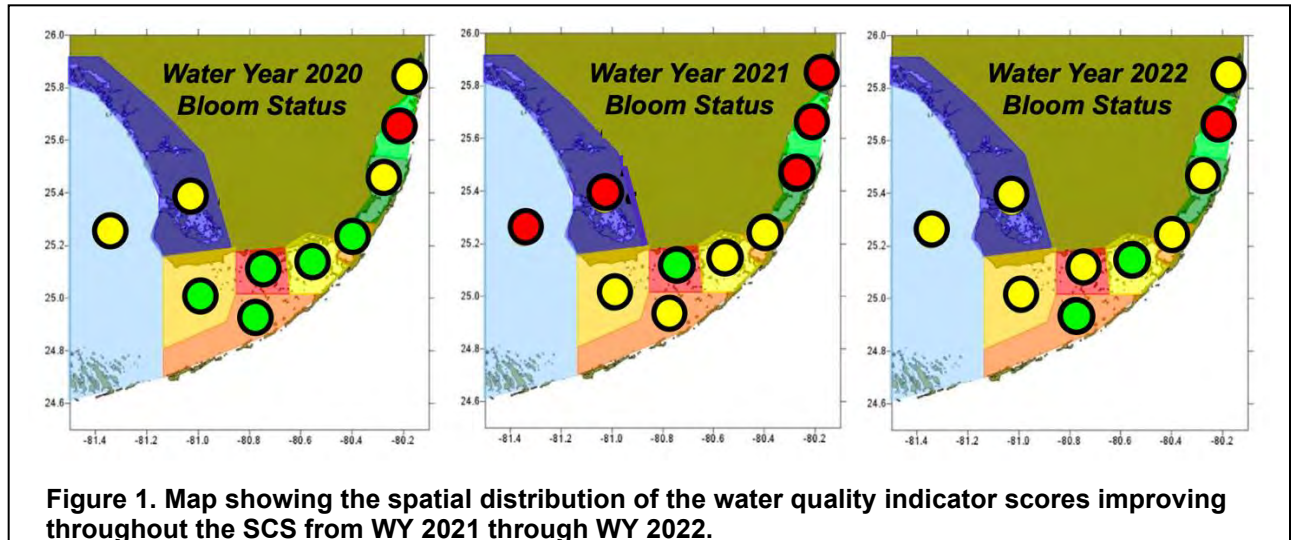 Water Year 2020
Bloom Status
26.0
25.8
25.6
25.4
25.2
25.0
24.8
24.6
-81.4 -81.2 -81.0 -80.8 -80.6 -80.4 -80.2
Water Year 2021
Bloom Status
26.0
25.8
25.6
25.4
25.2
25.0
24.8
24.6
-81.4 -81.2 -81.0 -80.8 -80.6 -80.4 -80.2
Water Year 2022
Bloom Status
26.0
25.8
25.6
25.4
25.2
25.0
24.8
24.6
-81.4 -81.2 -81.0 -80.8 -80.6 -80.4 -80.2
Figure 1. Map showing the spatial distribution of the water quality indicator scores improving
throughout the SCS from WY 2021 through WY 2022.